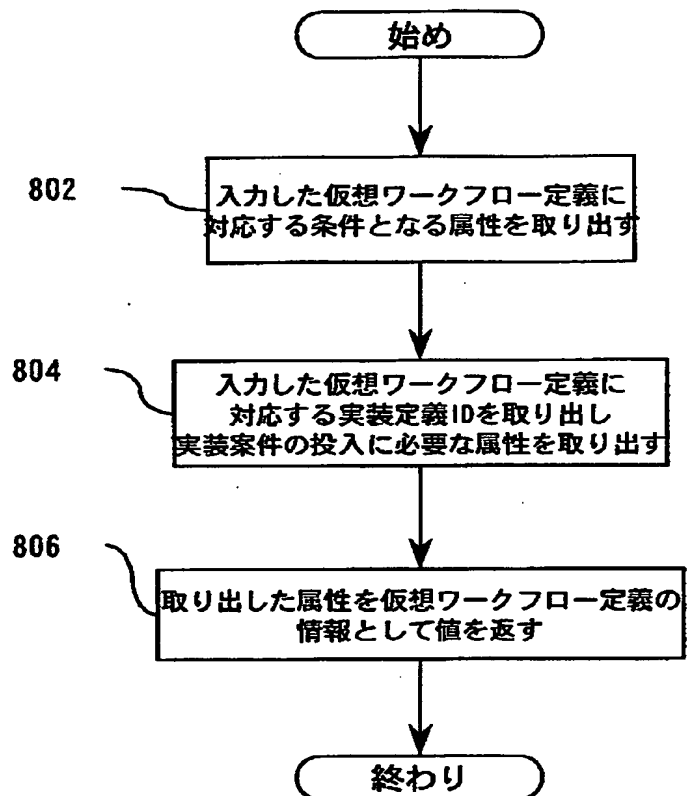 始め
802
入力した仮想ワークフロー定義に
対応する条件となる属性を取り出す
804
入力した仮想ワークフロー定義に
対応する実装定義IDを取り出し
実装案件の投入に必要な属性を取り出す
806
取り出した属性を仮想ワークフロー定義の
情報として値を返す
終わり